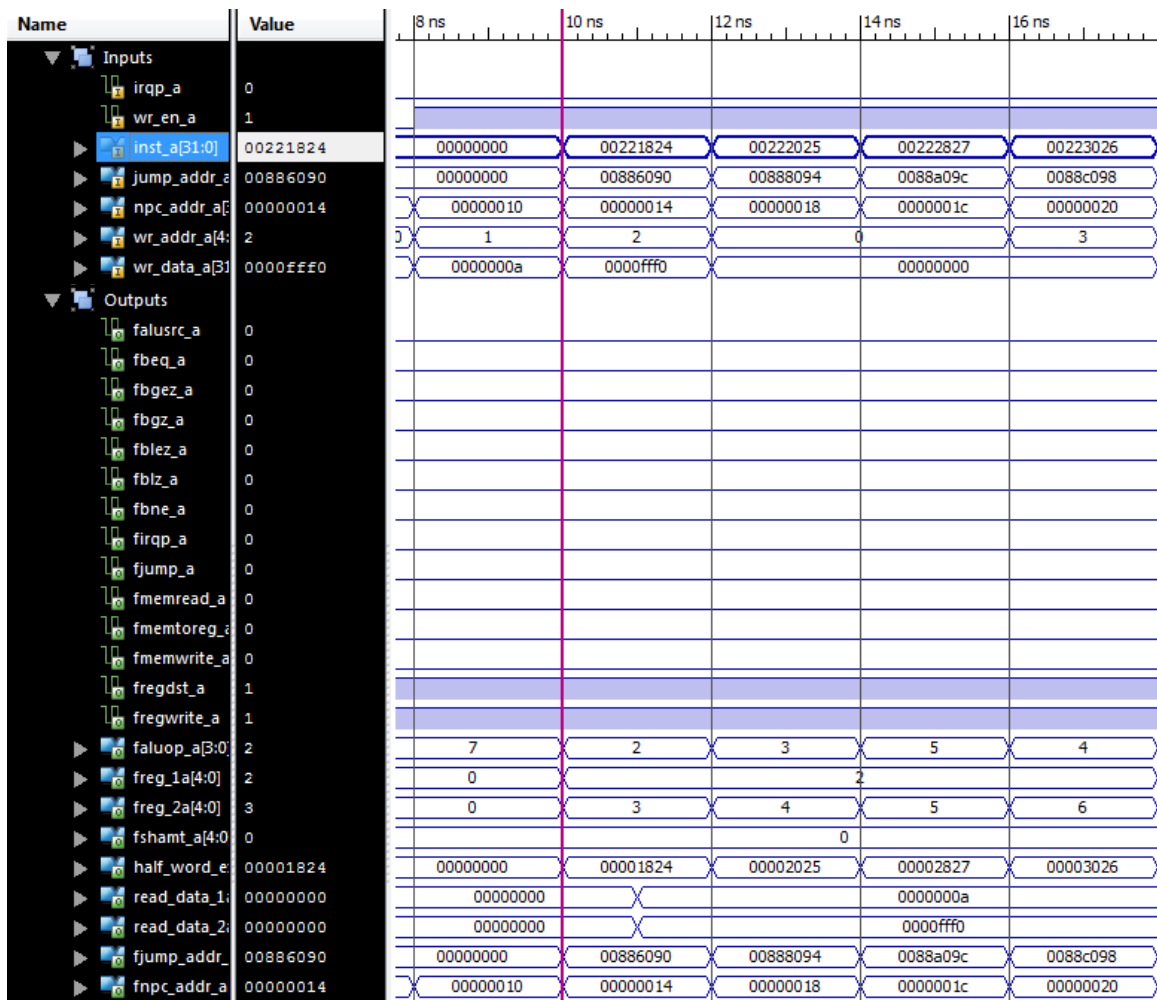 Name Value 8 ns 10 ns 12 ns 14 ns 16 ns
Inputs
irqp_a 0
wr_en_a 1
inst_a[31:0] 00221824 00000000 00221824 00222025 00222827 00223026
jump_addr_a 00886090 00000000 00886090 00888094 0088a09c 0088c098
npc_addr_a[ 00000014 00000010 00000014 00000018 0000001c 00000020
wr_addr_a[4: 2 0 1 2 0 3
wr_data_a[31 0000fff0 0000000a 0000fff0 00000000
Outputs
falusrc_a 0
fbeq_a 0
fbgez_a 0
fbgz_a 0
fblez_a 0
fblz_a 0
fbne_a 0
firqp_a 0
fjump_a 0
fmemread_a 0
fmemtoreg_a 0
fmemwrite_a 0
fregdst_a 1
fregwrite_a 1
faluop_a[3:0] 2 7 2 3 5 4
freg_1a[4:0] 2 0 2
freg_2a[4:0] 3 0 3 4 5 6
fshamt_a[4:0 0 0
half_word_e 00001824 00000000 00001824 00002025 00002827 00003026
read_data_1 00000000 00000000 0000000a
read_data_2 00000000 00000000 0000fff0
fjump_addr_ 00886090 00000000 00886090 00888094 0088a09c 0088c098
fnpc_addr_a 00000014 00000010 00000014 00000018 0000001c 00000020